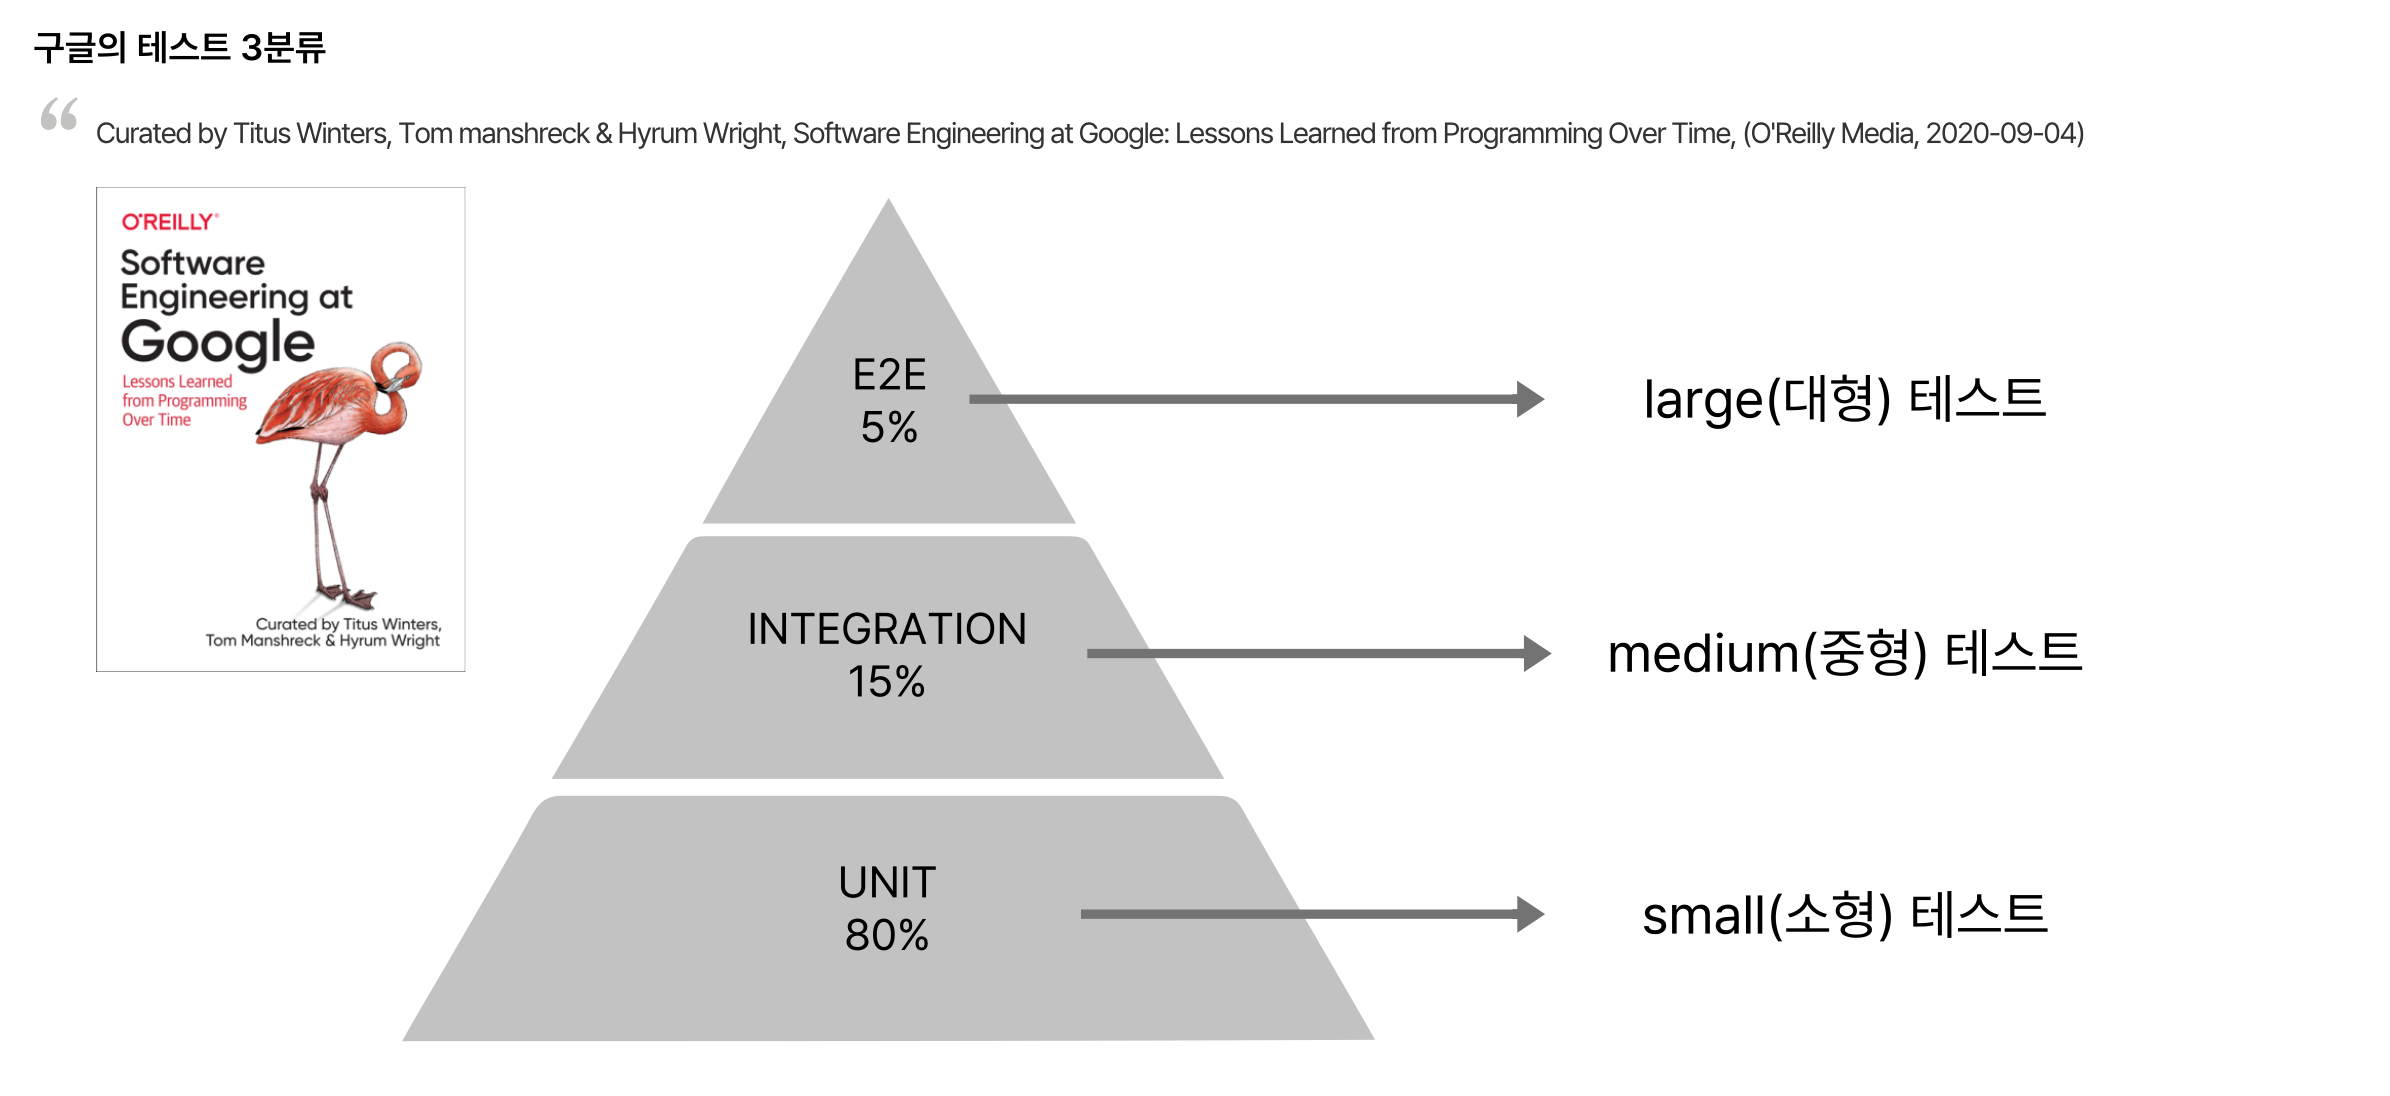 구글의 테스트 3분류
“ Curated by Titus Winters, Tom manshreck & Hyrum Wright, Software Engineering at Google: Lessons Learned from Programming Over Time, (O'Reilly Media, 2020-09-04)
O'REILLY®
Software
Engineering at
Google
Lessons Learned
from Programming
Over Time
Curated by Titus Winters,
Tom Manshreck & Hyrum Wright
E2E
5%
large(대형) 테스트
INTEGRATION
15%
medium(중형) 테스트
UNIT
80%
small(소형) 테스트